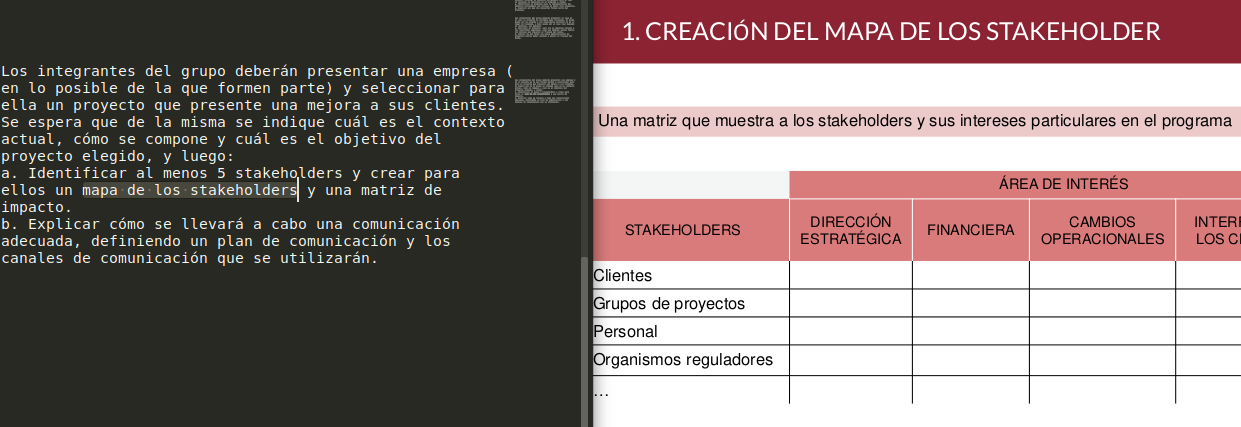 Los integrantes del grupo deberán presentar una empresa (
en lo posible de la que formen parte) y seleccionar para
ella un proyecto que presente una mejora a sus clientes.
Se espera que de la misma se indique cuál es el contexto
actual, cómo se compone y cuál es el objetivo del
proyecto elegido, y luego:
a. Identificar al menos 5 stakeholders y crear para
ellos un mapa de los stakeholders y una matriz de
impacto.
b. Explicar cómo se llevará a cabo una comunicación
adecuada, definiendo un plan de comunicación y los
canales de comunicación que se utilizarán.
1. CREACIÓN DEL MAPA DE LOS STAKEHOLDER
Una matriz que muestra a los stakeholders y sus intereses particulares en el programa
ÁREA DE INTERÉS
STAKEHOLDERS
DIRECCIÓN
ESTRATÉGICA
FINANCIERA
CAMBIOS
OPERACIONALES
INTER
LOS
Clientes
Grupos de proyectos
Personal
Organismos reguladores
...